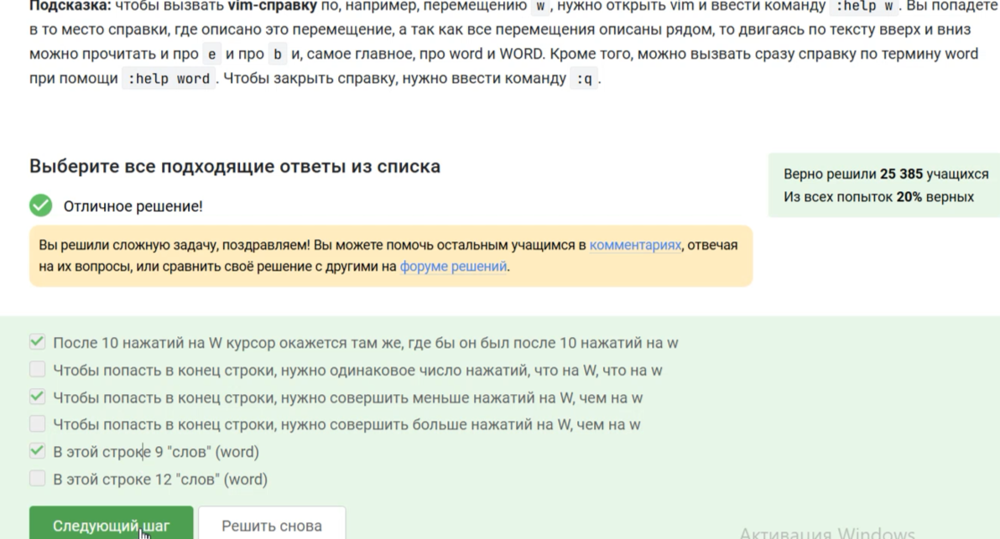 Подсказка: чтобы вызвать vim-справку по, например, перемещению w , нужно открыть vim и ввести команду :help w . Вы попадете
в то место справки, где описано это перемещение, а так как все перемещения описаны рядом, то двигаясь по тексту вверх и вниз
можно прочитать и про e и про b и, самое главное, про word и WORD. Кроме того, можно вызвать сразу справку по термину word
при помощи :help word . Чтобы закрыть справку, нужно ввести команду :q .
Выберите все подходящие ответы из списка
Верно решили 25 385 учащихся
Из всех попыток 20% верных
Отличное решение!
Вы решили сложную задачу, поздравляем! Вы можете помочь остальным учащимся в комментариях, отвечая
на их вопросы, или сравнить своё решение с другими на форуме решений.
После 10 нажатий на W курсор окажется там же, где бы он был после 10 нажатий на w
Чтобы попасть в конец строки, нужно одинаковое число нажатий, что на W, что на w
Чтобы попасть в конец строки, нужно совершить меньше нажатий на W, чем на w
Чтобы попасть в конец строки, нужно совершить больше нажатий на W, чем на w
В этой строке 9 "слов" (word)
В этой строке 12 "слов" (word)
Следующий шаг
Решить снова
Активация Windows